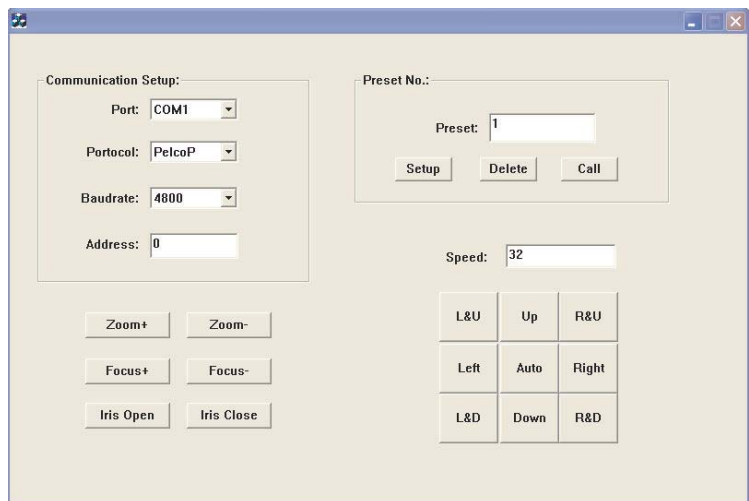 Communication Setup:
Port: COM1
Portocol: PelcoP
Baudrate: 4800
Address: 0
Preset No.:
Preset: 1
Setup Delete Call
Speed: 32
Zoom+ Zoom-
Focus+ Focus-
Iris Open Iris Close
L&U Up R&U
Left Auto Right
L&D Down R&D